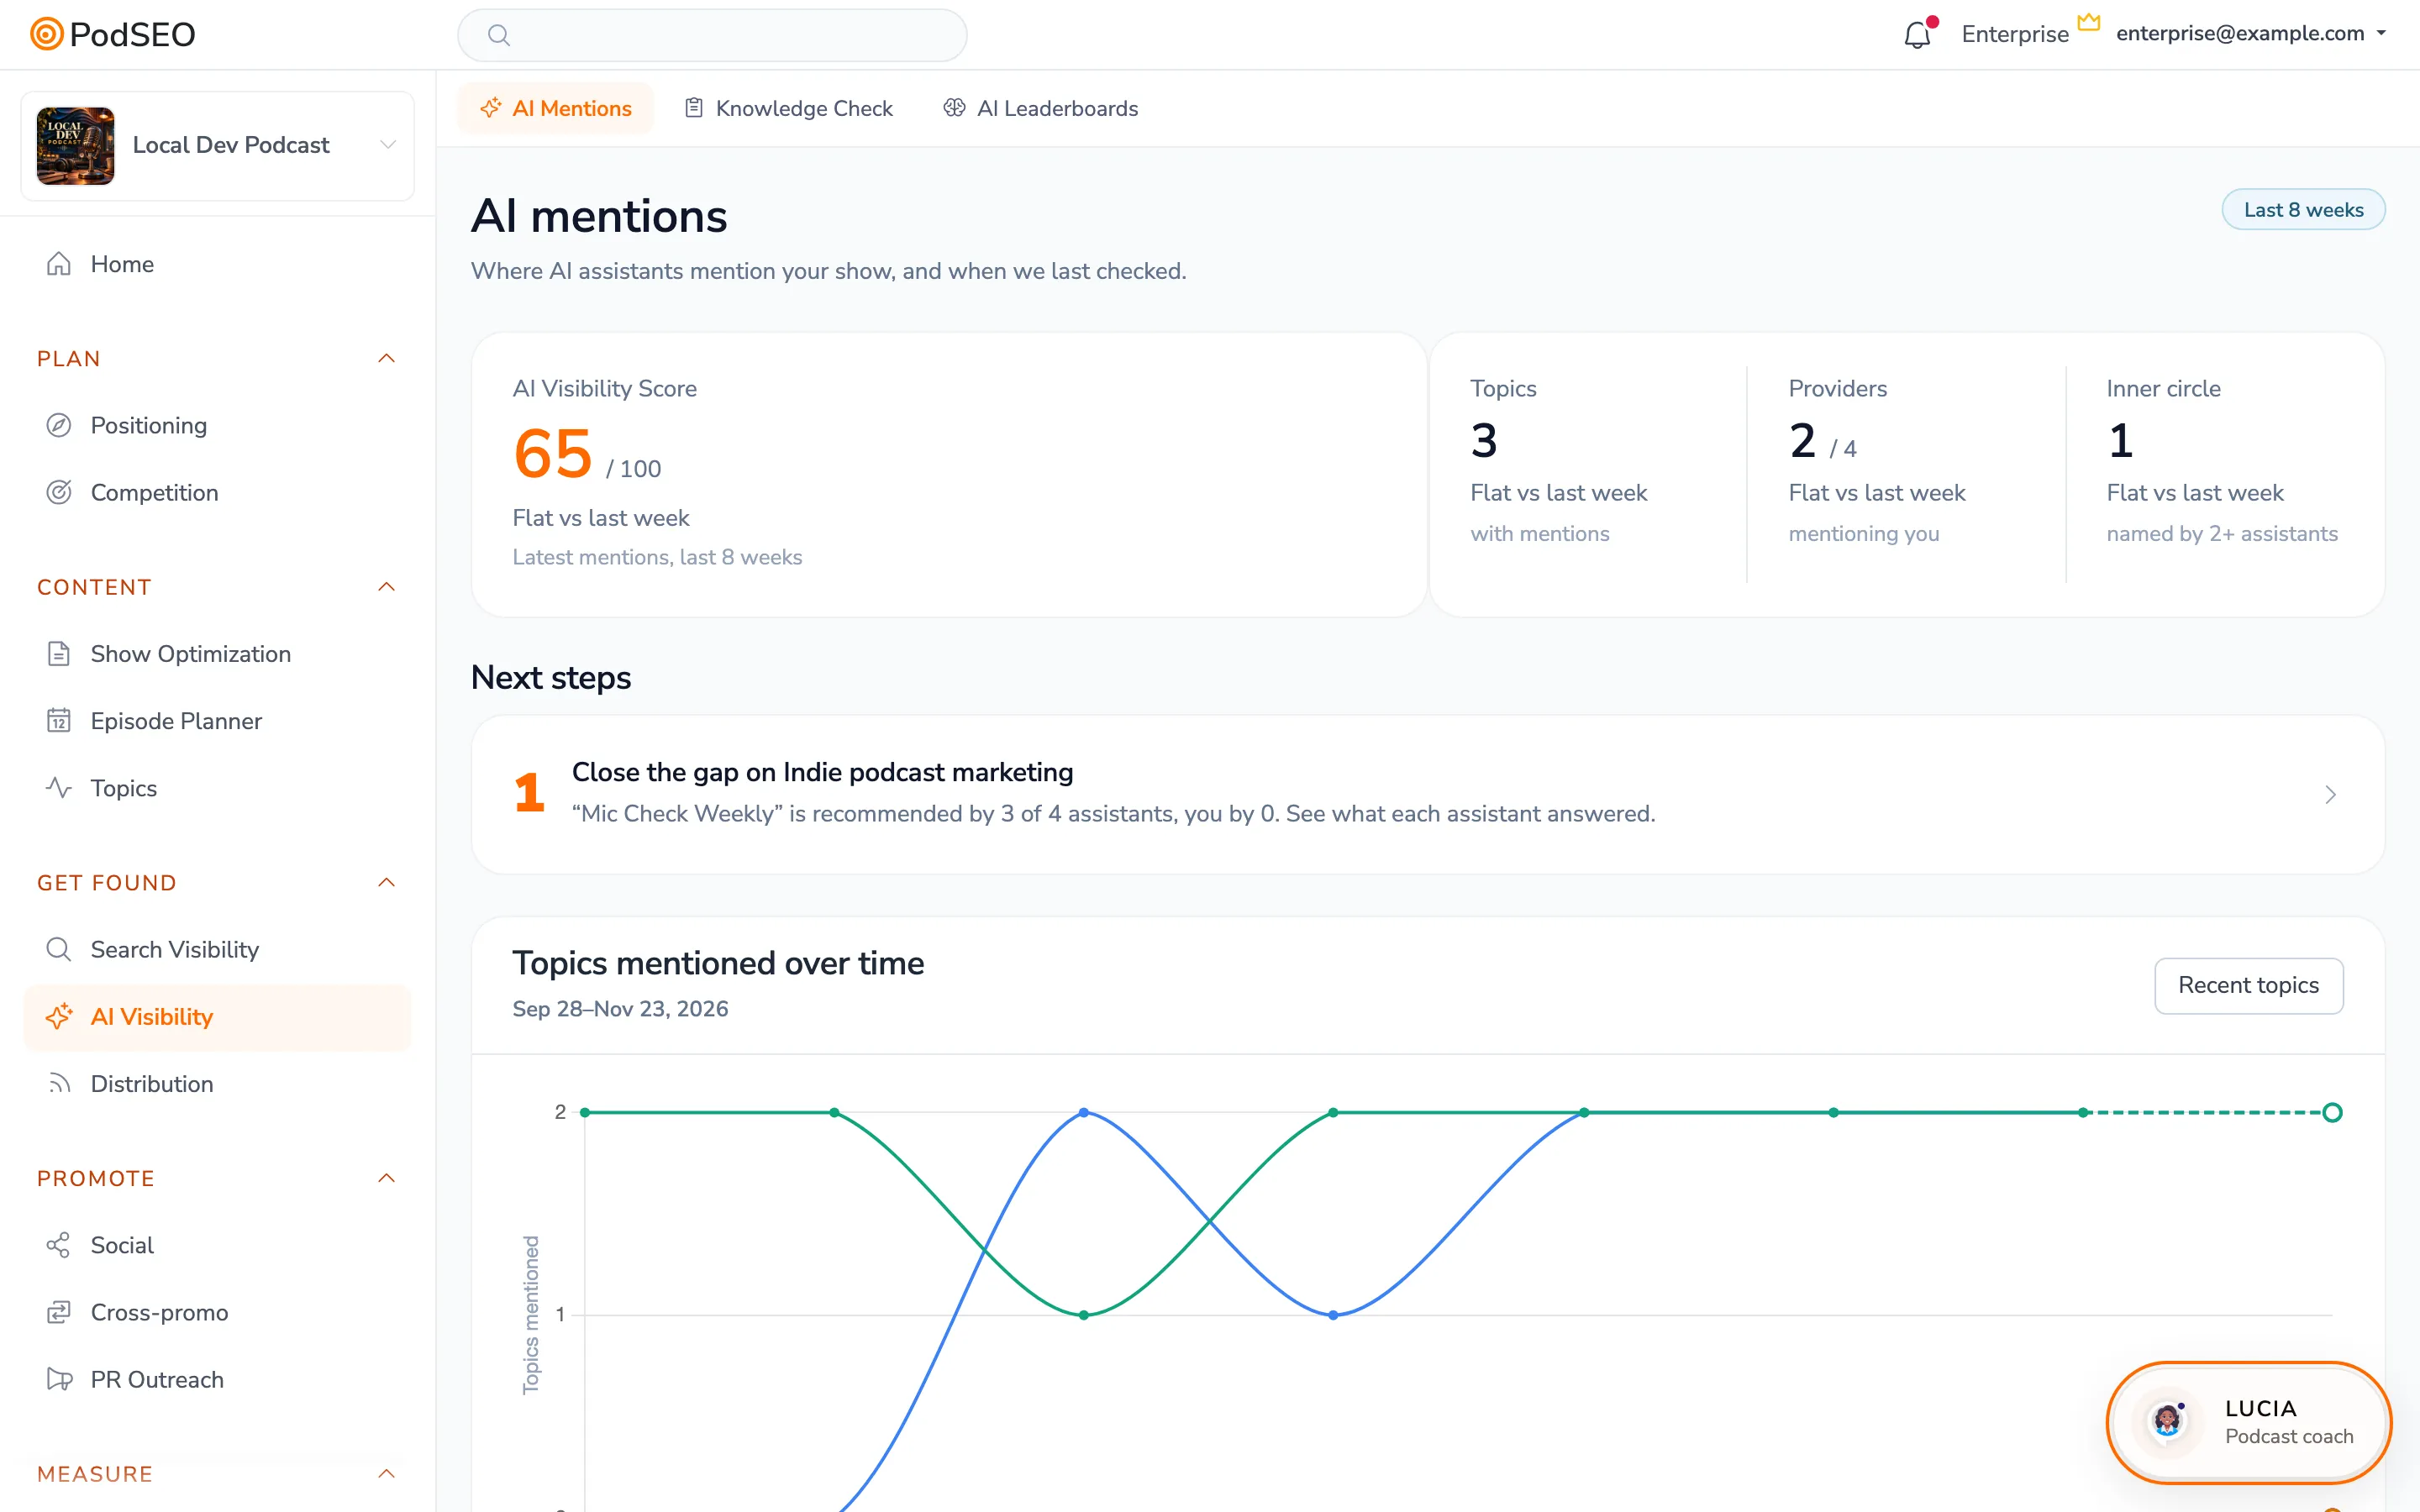 PodSEO
Enterprise
enterprise@example.com
Local Dev Podcast
Home
PLAN
Positioning
Competition
CONTENT
Show Optimization
Episode Planner
Topics
GET FOUND
Search Visibility
AI Visibility
Distribution
PROMOTE
Social
Cross-promo
PR Outreach
MEASURE
AI Mentions
Knowledge Check
AI Leaderboards
AI mentions
Last 8 weeks
Where AI assistants mention your show, and when we last checked.
AI Visibility Score
65 / 100
Flat vs last week
Latest mentions, last 8 weeks
Topics
3
Flat vs last week
with mentions
Providers
2 / 4
Flat vs last week
mentioning you
Inner circle
1
Flat vs last week
named by 2+ assistants
Next steps
1
Close the gap on Indie podcast marketing
“Mic Check Weekly” is recommended by 3 of 4 assistants, you by 0. See what each assistant answered.
Topics mentioned over time
Sep 28–Nov 23, 2026
Recent topics
2
1
Topics mentioned
LUCIA
Podcast coach
LOCAL
DEV
PODCAST
12